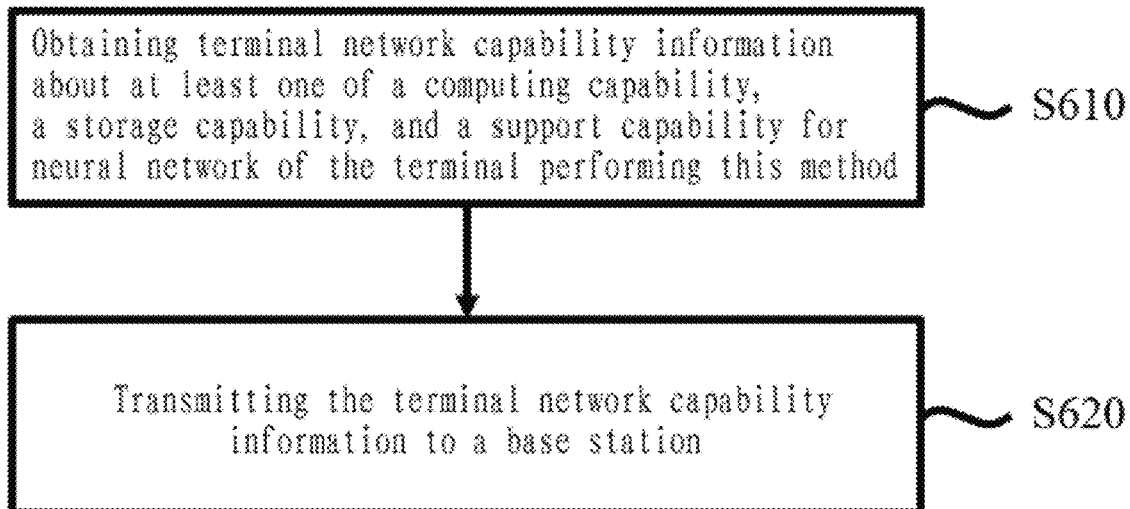 Obtaining terminal network capability information
about at least one of a computing capability,
a storage capability, and a support capability for
neural network of the terminal performing this method
S610
Transmitting the terminal network capability
information to a base station
S620